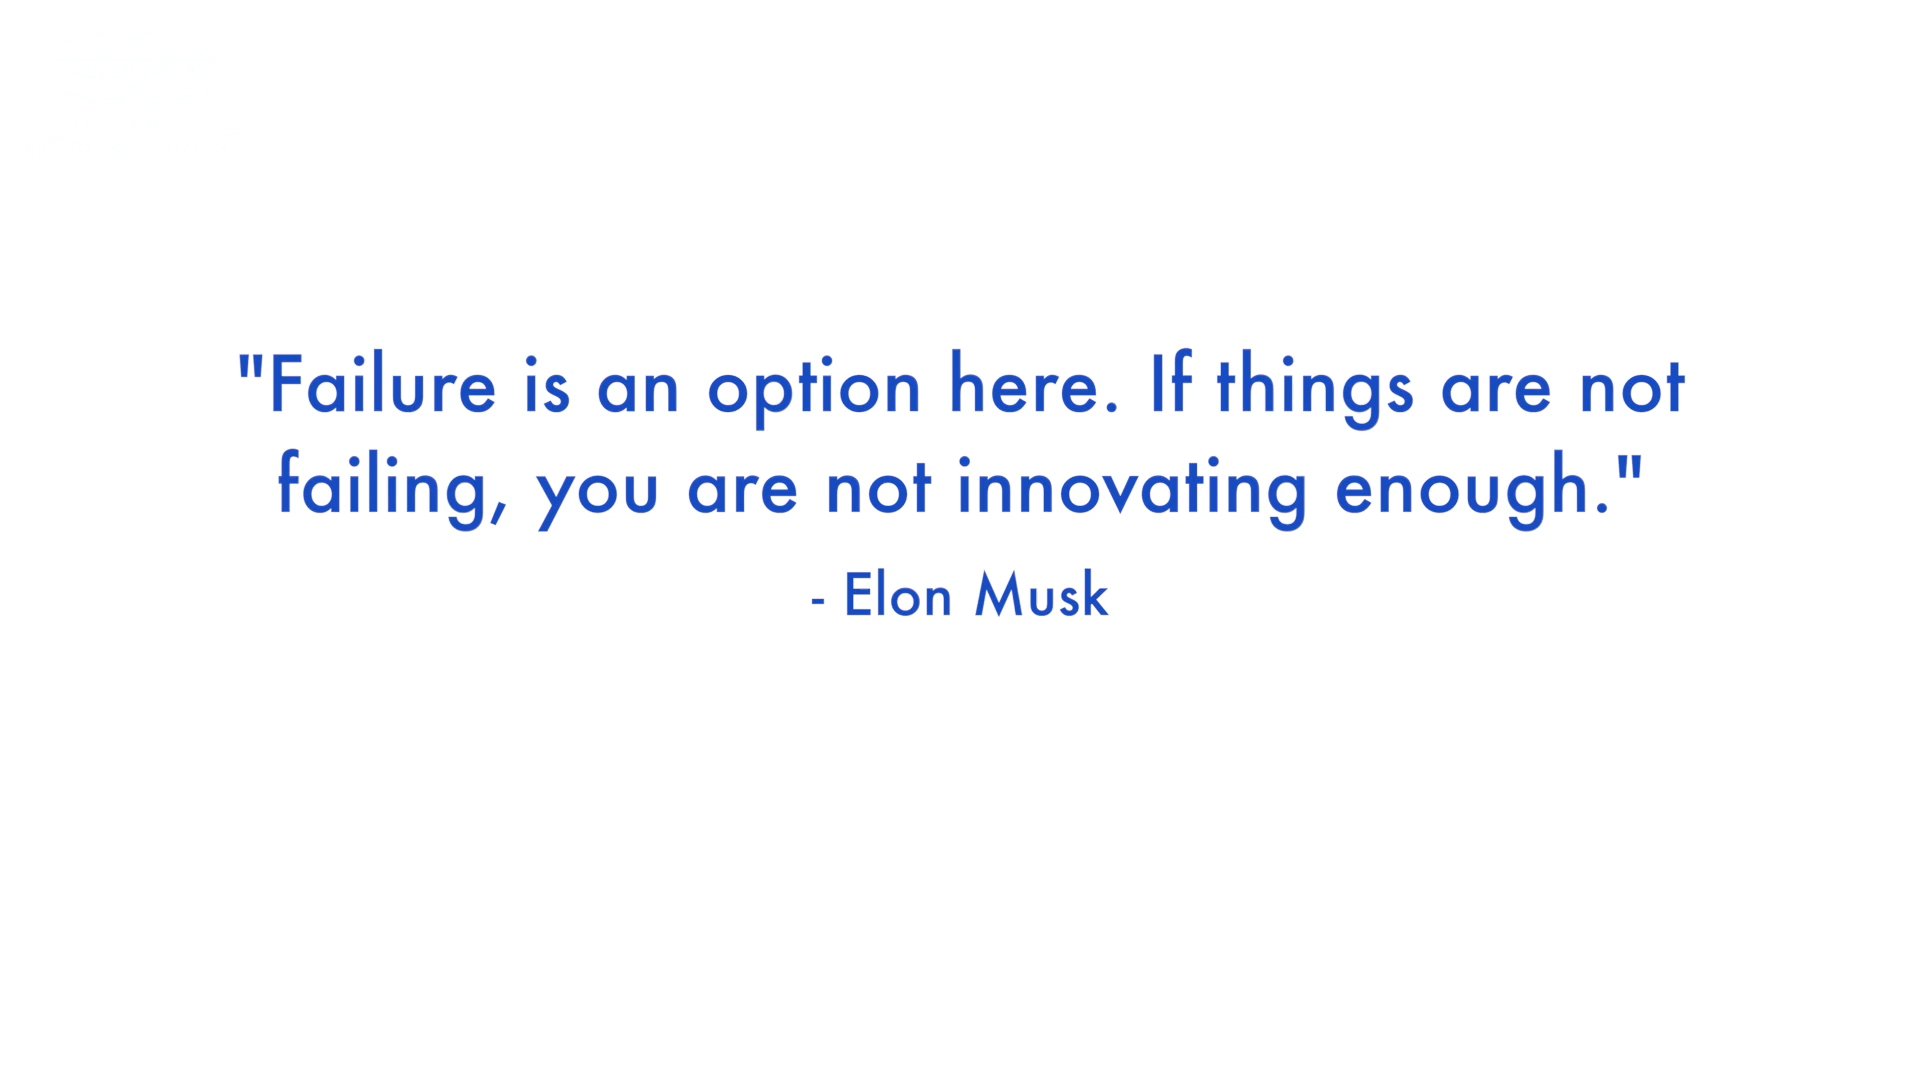 "Failure is an option here. If things are not
failing, you are not innovating enough."
- Elon Musk